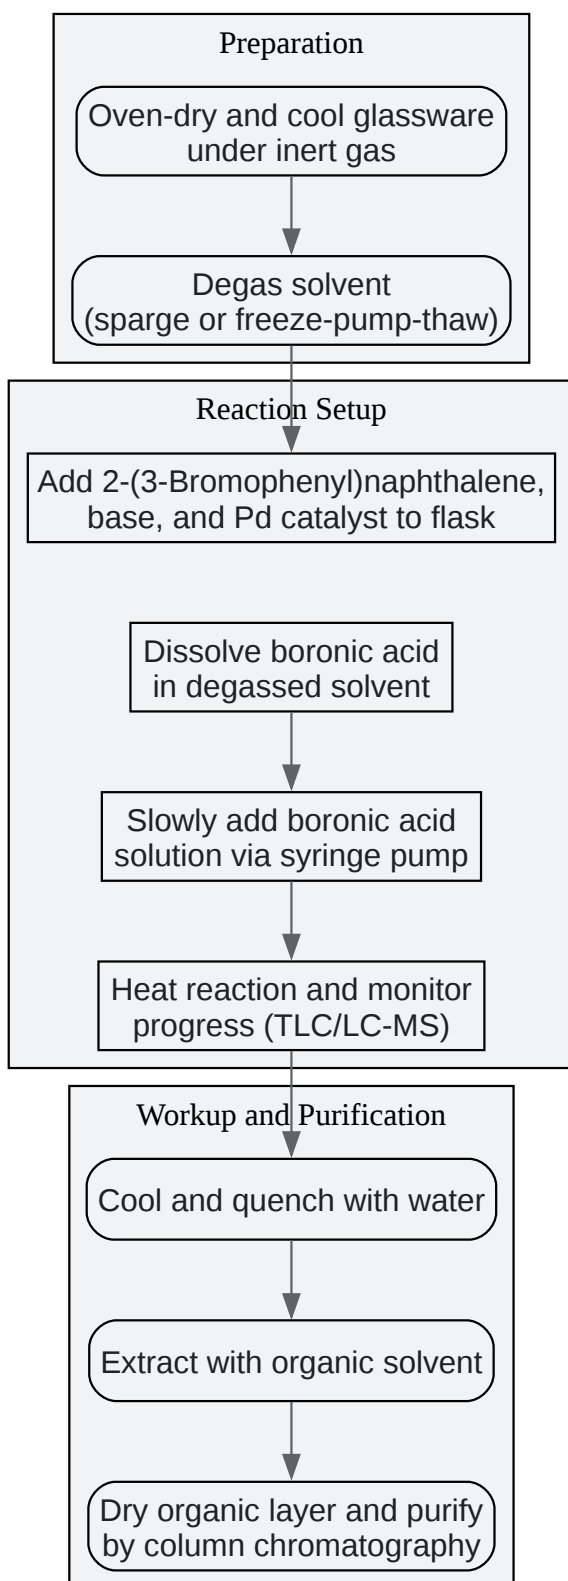 Preparation
Oven-dry and cool glassware
under inert gas
Degas solvent
(sparge or freeze-pump-thaw)
Reaction Setup
Add 2-(3-Bromophenyl)naphthalene,
base, and Pd catalyst to flask
Dissolve boronic acid
in degassed solvent
Slowly add boronic acid
solution via syringe pump
Heat reaction and monitor
progress (TLC/LC-MS)
Workup and Purification
Cool and quench with water
Extract with organic solvent
Dry organic layer and purify
by column chromatography